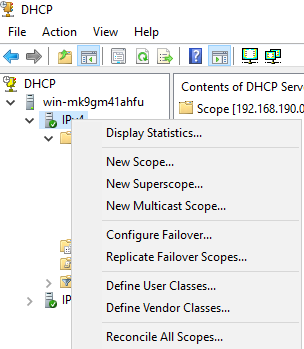 DHCP
File Action View Help
DHCP
win-mk9gm41ahfu
IPv4
Contents of DHCP Serve
Scope [192.168.190.0
Display Statistics...
New Scope...
New Superscope...
New Multicast Scope...
Configure Failover...
Replicate Failover Scopes...
Define User Classes...
Define Vendor Classes...
Reconcile All Scopes...
IP